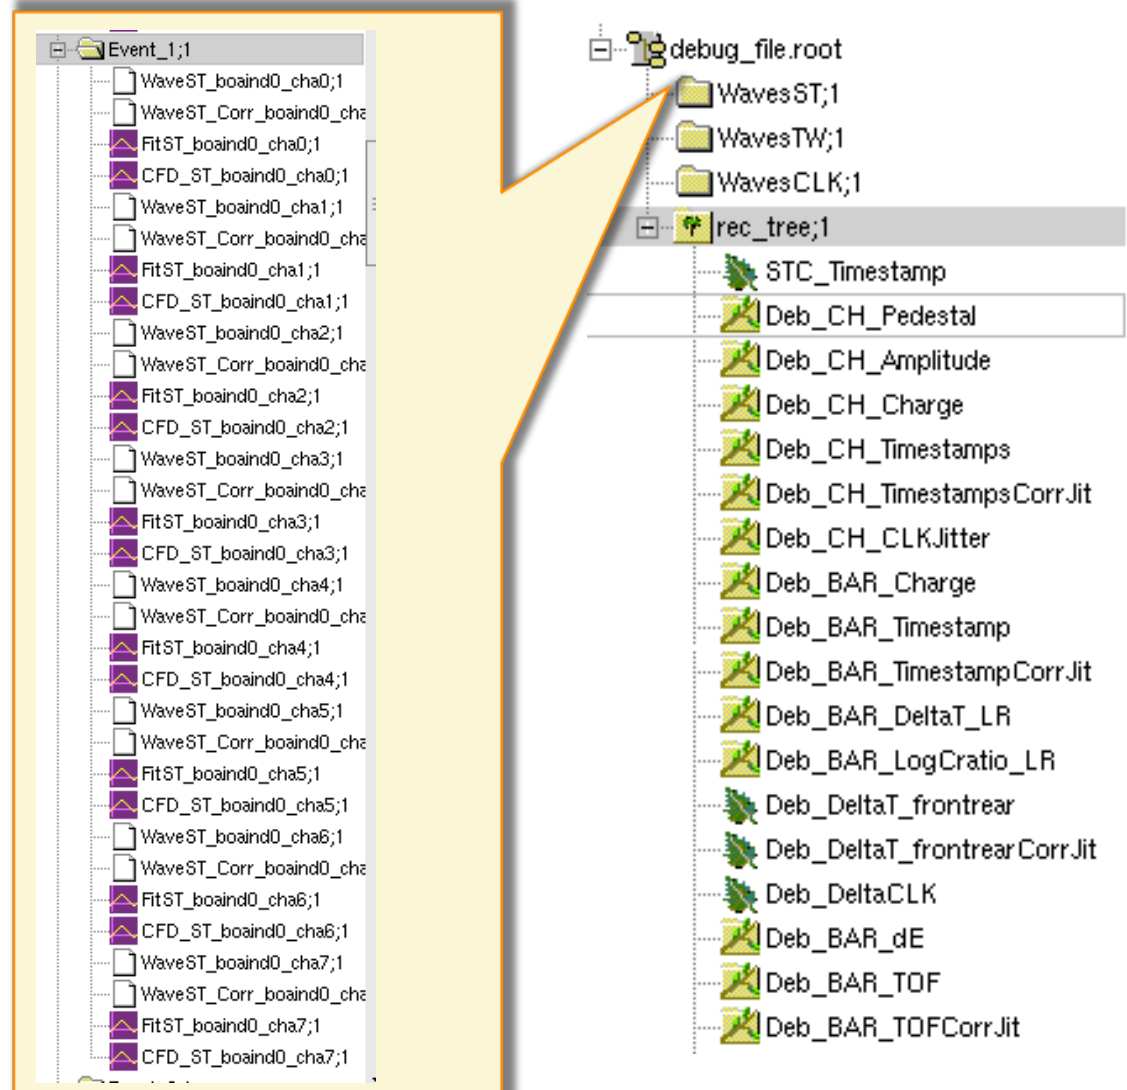 Event_1;1
WaveST_boaind0_cha0;1
WaveST_Corr_boaind0_cha
FitST_boaind0_cha0;1
CFD_ST_boaind0_cha0;1
WaveST_boaind0_cha1;1
WaveST_Corr_boaind0_cha
FitST_boaind0_cha1;1
CFD_ST_boaind0_cha1;1
WaveST_boaind0_cha2;1
WaveST_Corr_boaind0_cha
FitST_boaind0_cha2;1
CFD_ST_boaind0_cha2;1
WaveST_boaind0_cha3;1
WaveST_Corr_boaind0_cha
FitST_boaind0_cha3;1
CFD_ST_boaind0_cha3;1
WaveST_boaind0_cha4;1
WaveST_Corr_boaind0_cha
FitST_boaind0_cha4;1
CFD_ST_boaind0_cha4;1
WaveST_boaind0_cha5;1
WaveST_Corr_boaind0_cha
FitST_boaind0_cha5;1
CFD_ST_boaind0_cha5;1
WaveST_boaind0_cha6;1
WaveST_Corr_boaind0_cha
FitST_boaind0_cha6;1
CFD_ST_boaind0_cha6;1
WaveST_boaind0_cha7;1
WaveST_Corr_boaind0_cha
FitST_boaind0_cha7;1
CFD_ST_boaind0_cha7;1
debug_file.root
WavesST;1
WavesTW;1
WavesCLK;1
rec_tree;1
STC_Timestamp
Deb_CH_Pedestal
Deb_CH_Amplitude
Deb_CH_Charge
Deb_CH_Timestamps
Deb_CH_TimestampsCorrJit
Deb_CH_CLKJitter
Deb_BAR_Charge
Deb_BAR_Timestamp
Deb_BAR_TimestampCorrJit
Deb_BAR_DeltaT_LR
Deb_BAR_LogCratio_LR
Deb_DeltaT_frontrear
Deb_DeltaT_frontrearCorrJit
Deb_DeltaCLK
Deb_BAR_dE
Deb_BAR_TOF
Deb_BAR_TOFCorrJit